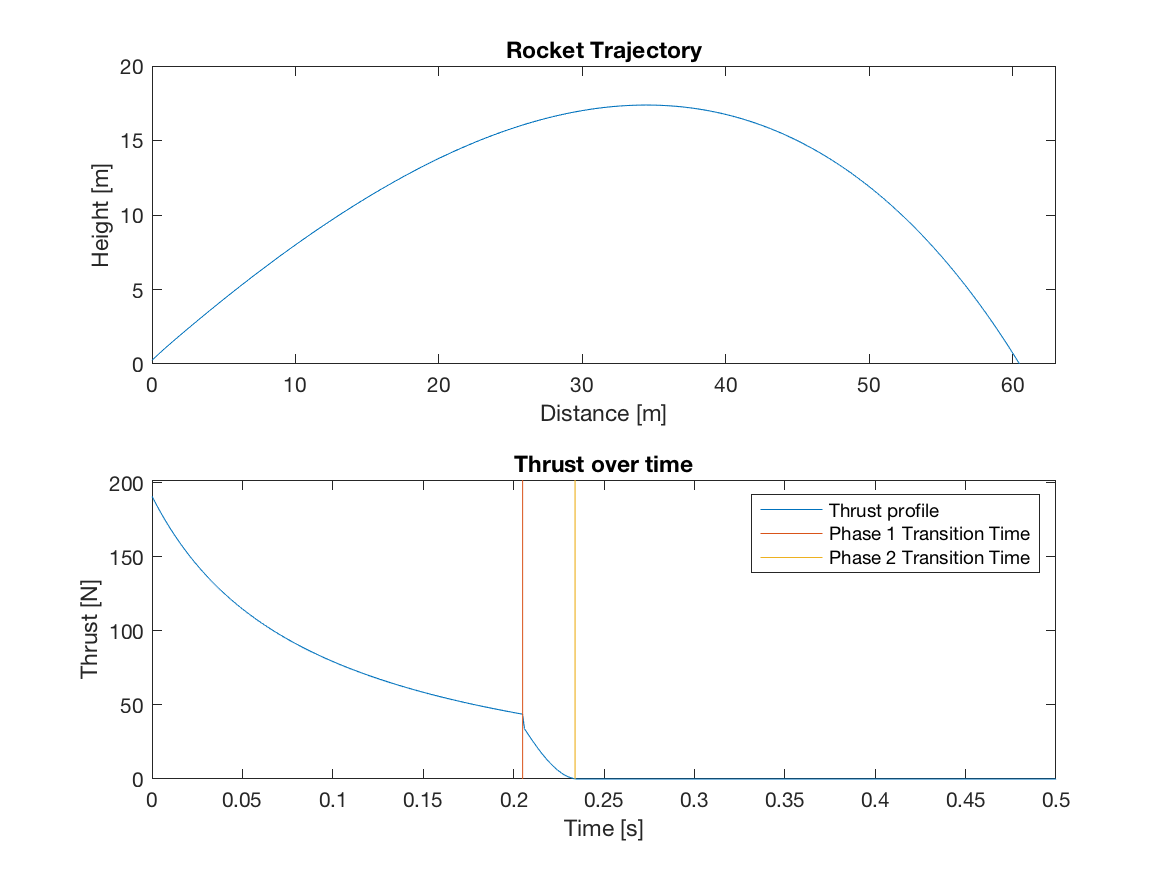 Rocket Trajectory
20
15
10
5
0
Height [m]
0 10 20 30 40 50 60
Distance [m]
Thrust over time
200
150
100
50
0
Thrust [N]
Thrust profile
Phase 1 Transition Time
Phase 2 Transition Time
0 0.05 0.1 0.15 0.2 0.25 0.3 0.35 0.4 0.45 0.5
Time [s]